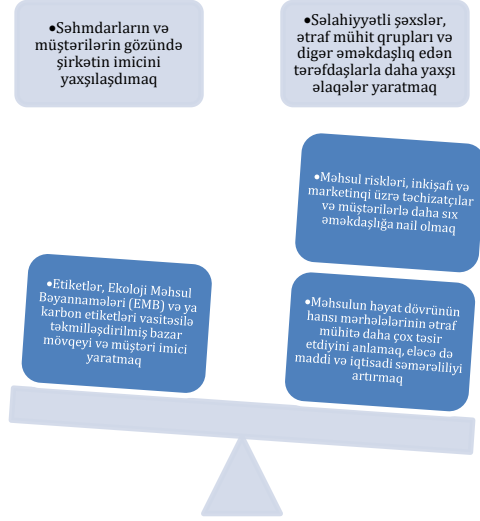 •Səhmdarların və
müştərilərin gözündə
şirkətin imicini
yaxşılaşdımaq
•Səlahiyyətli şəxslər,
ətraf mühit qrupları və
digər əməkdaşlıq edən
tərəfdaşlarla daha yaxşı
əlaqələr yaratmaq
•Məhsul riskləri, inkişafı və
marketinqi üzrə təchizatçılar
və müştərilərlə daha sıx
əməkdaşlığa nail olmaq
•Etiketlər, Ekoloji Məhsul
Bəyannamələri (EMB) və ya
karbon etiketləri vasitəsilə
təkmilləşdirilmiş bazar
mövqeyi və müştəri imici
yaratmaq
•Məhsulun həyat dövrünün
hansı mərhələlərinin ətraf
mühitə daha çox təsir
etdiyini anlamaq, eləcə də
maddi və iqtisadi səmərəliliyi
artırmaq